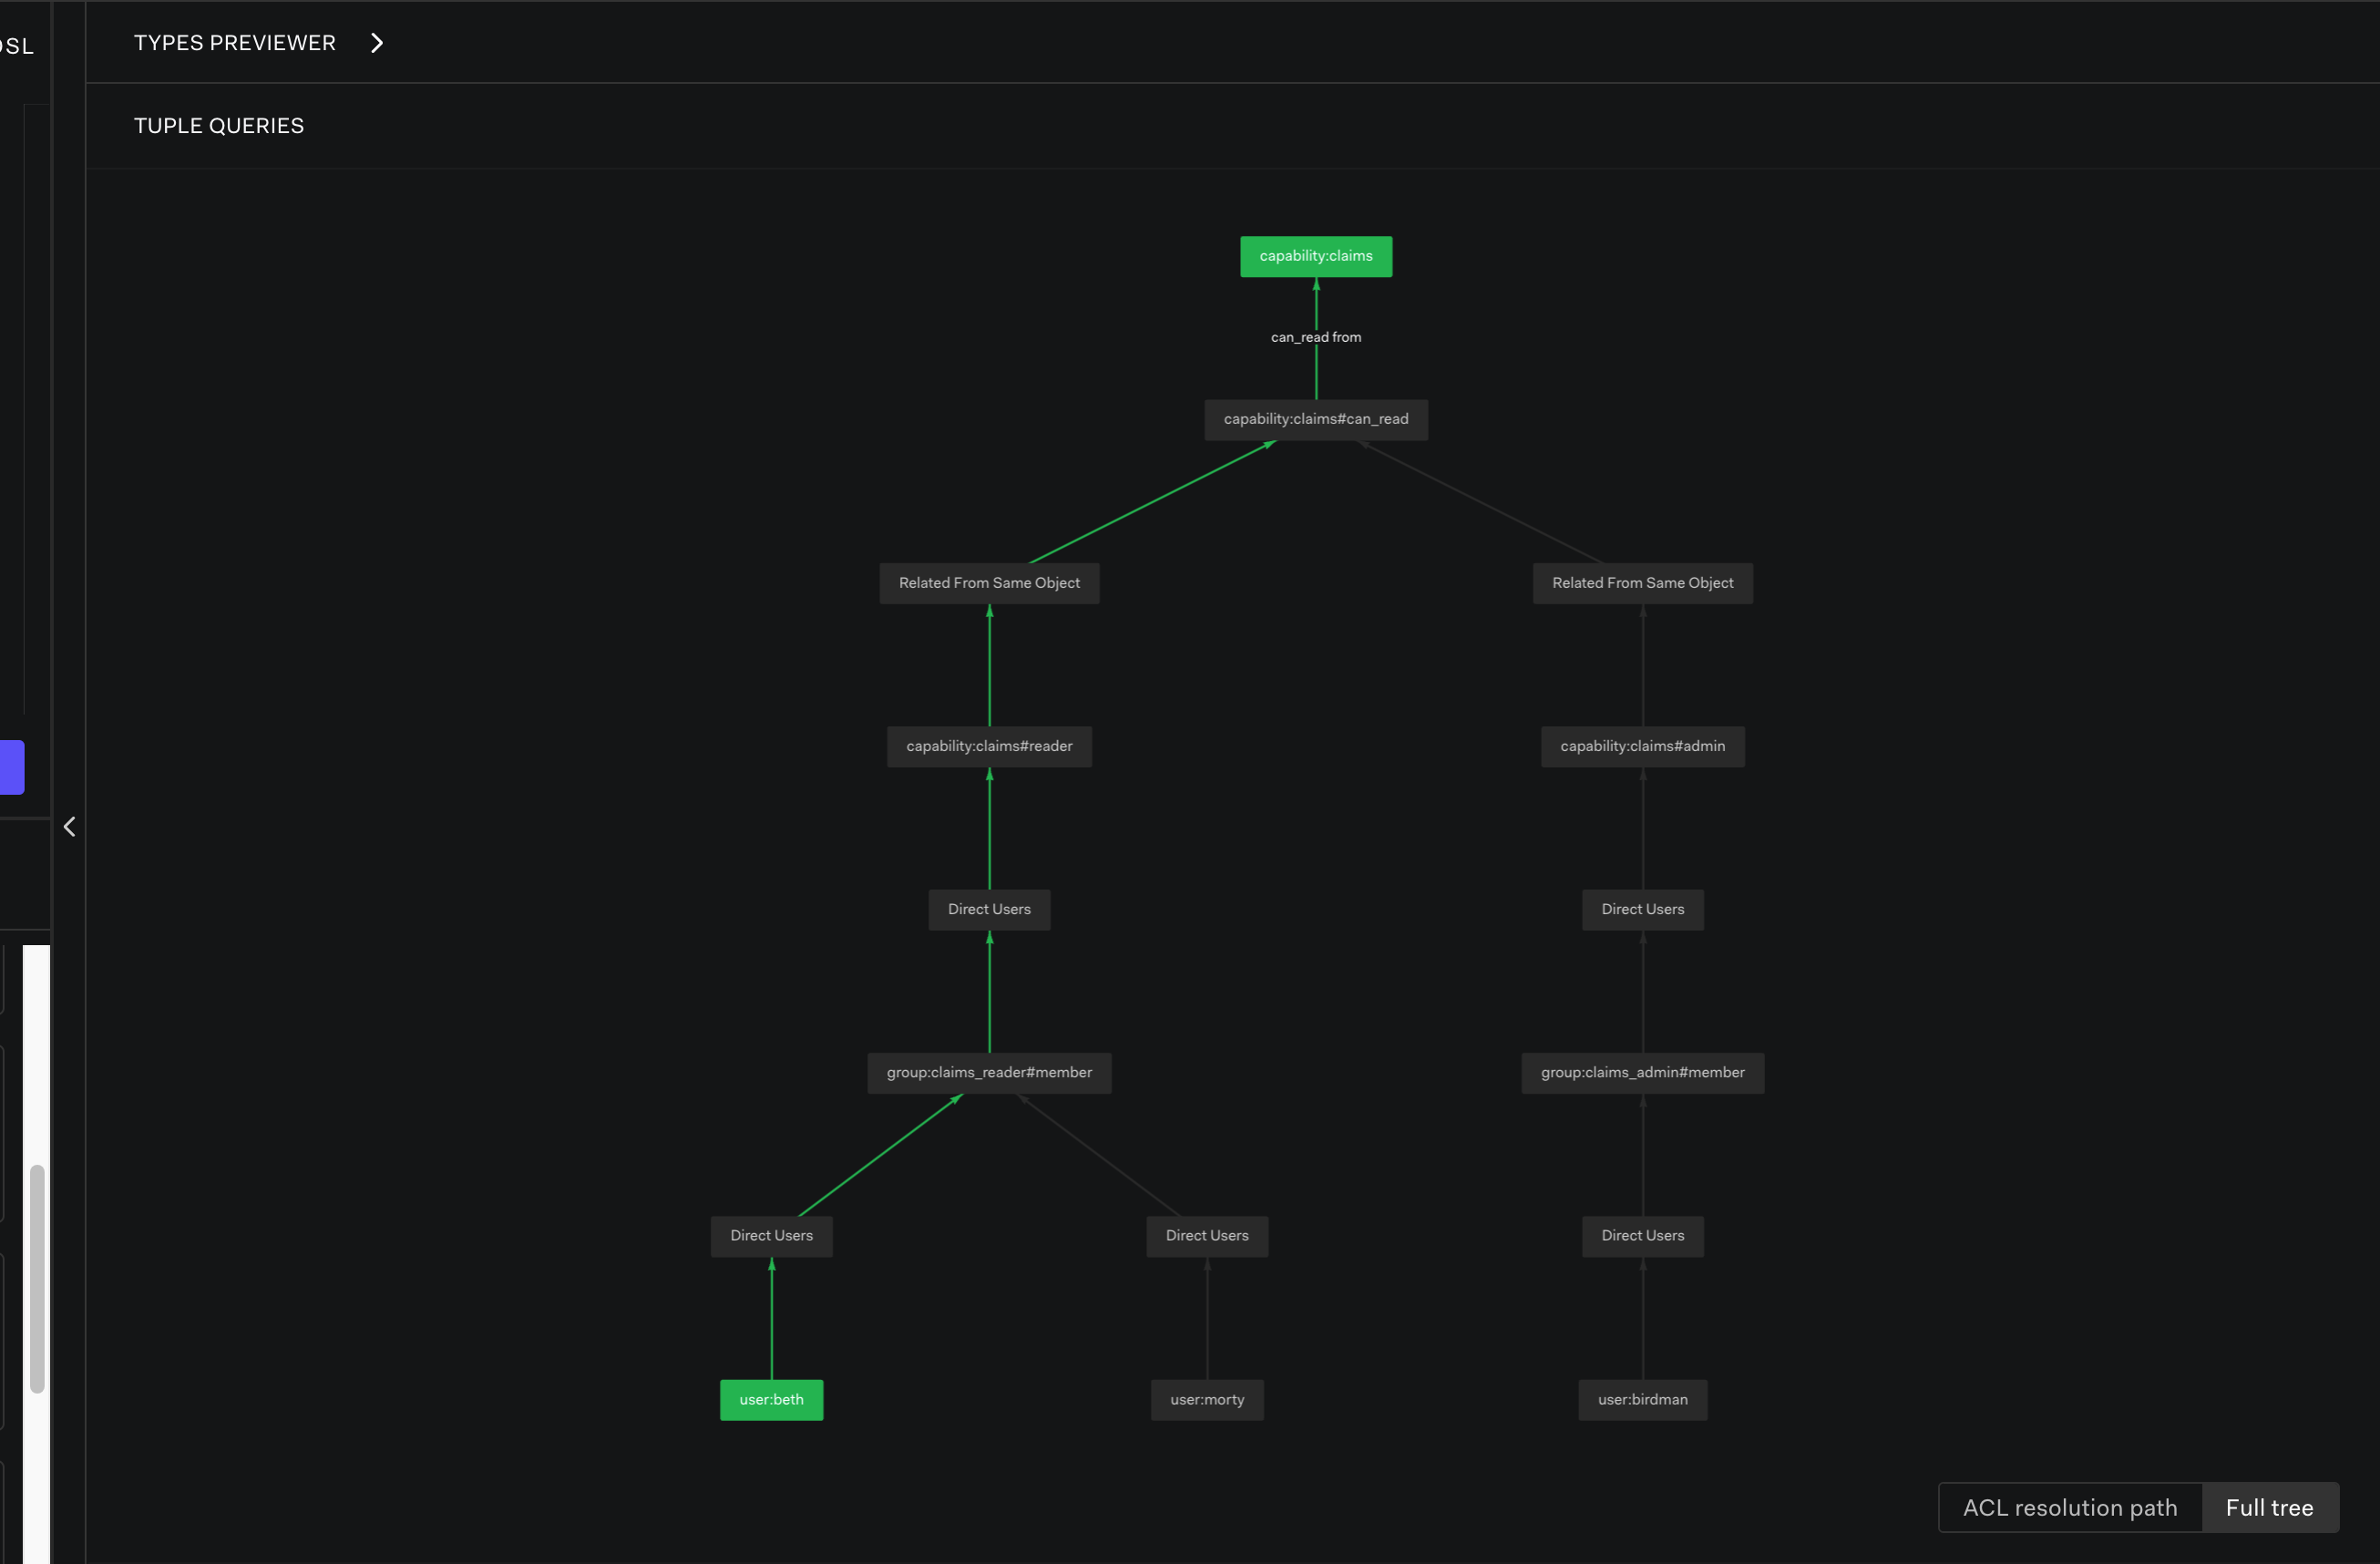 DSL
TYPES PREVIEWER
TUPLE QUERIES
capability:claims
can_read from
capability:claims#can_read
Related From Same Object
Related From Same Object
capability:claims#reader
capability:claims#admin
Direct Users
Direct Users
group:claims_reader#member
group:claims_admin#member
Direct Users
Direct Users
Direct Users
user:beth
user:morty
user:birdman
ACL resolution path
Full tree